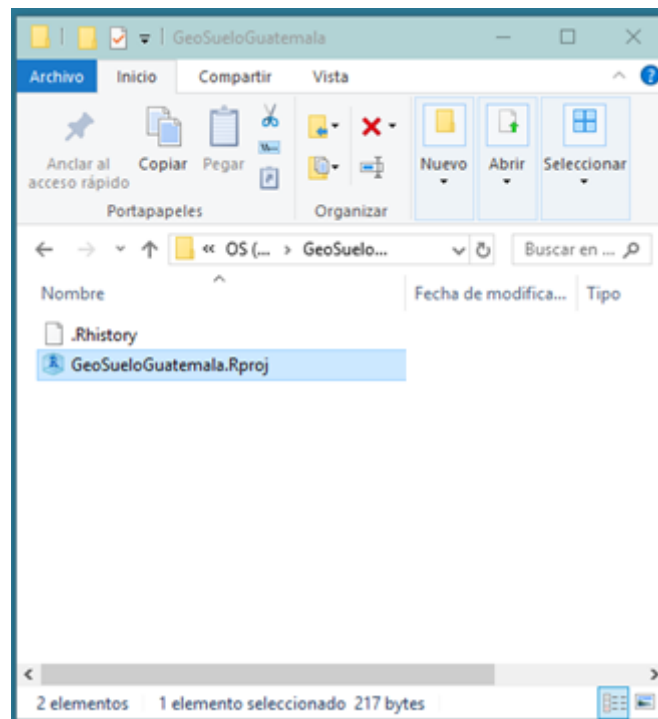 GeoSueloGuatemala
Archivo Inicio Compartir Vista
Anclar al acceso rápido Copiar Pegar Nuevo Abrir Seleccionar
Portapapeles Organizar
« OS (... > GeoSuelo... Buscar en ...
Nombre Fecha de modifica... Tipo
.Rhistory
GeoSueloGuatemala.Rproj
2 elementos 1 elemento seleccionado 217 bytes